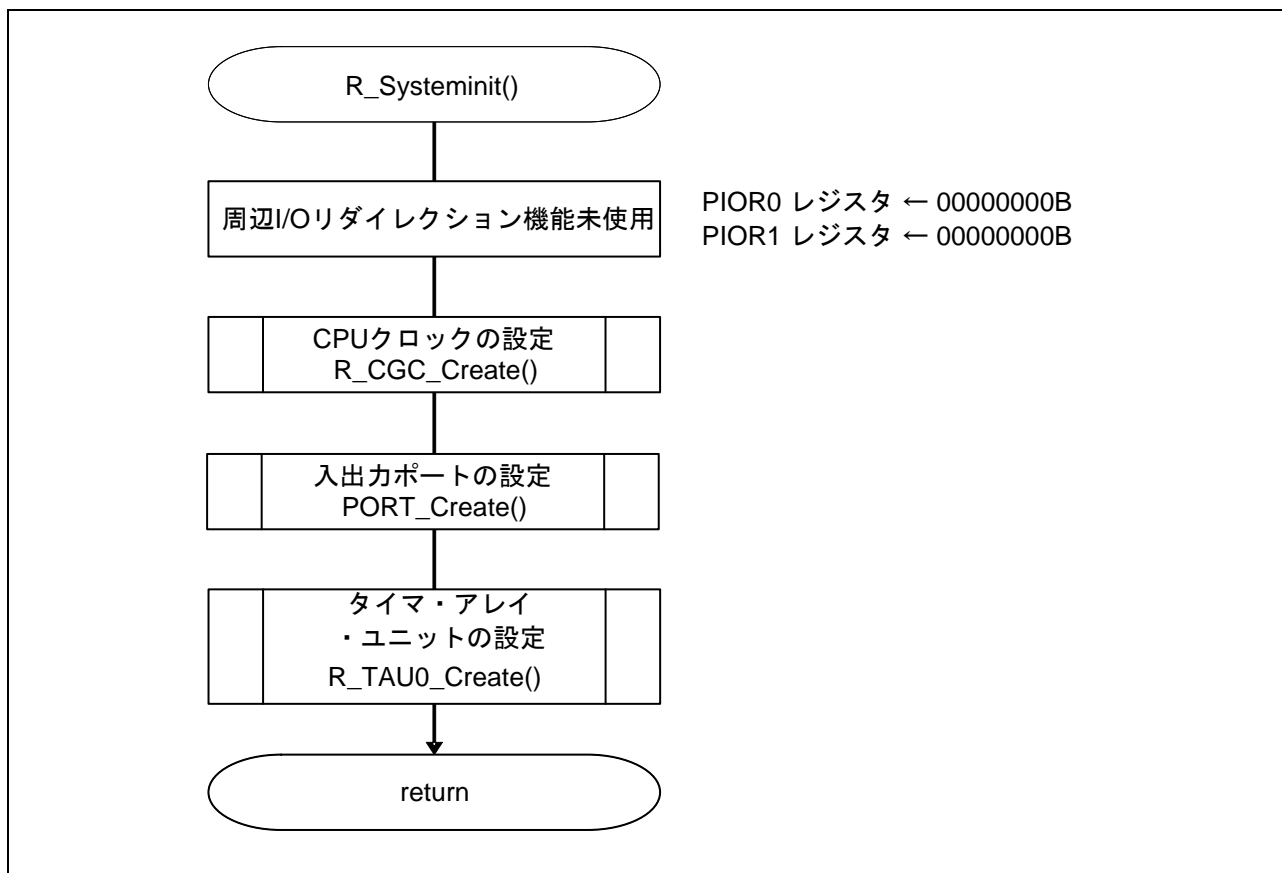 R_Systeminit()
周辺I/Oリダイレクション機能未使用
PIOR0 レジスタ ← 00000000B
PIOR1 レジスタ ← 00000000B
CPUクロックの設定
R_CGC_Create()
入出力ポートの設定
PORT_Create()
タイマ・アレイ
・ユニットの設定
R_TAU0_Create()
return